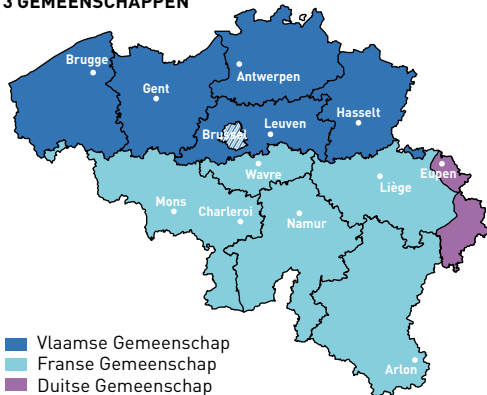 3 GEMEENSCHAPPEN
Brugge
Antwerpen
Gent
Hasselt
Leuven
Brussel
Wavre
Eupen
Liège
Mons
Charleroi
Namur
Vlaamse Gemeenschap
Franse Gemeenschap
Arlon
Duitse Gemeenschap